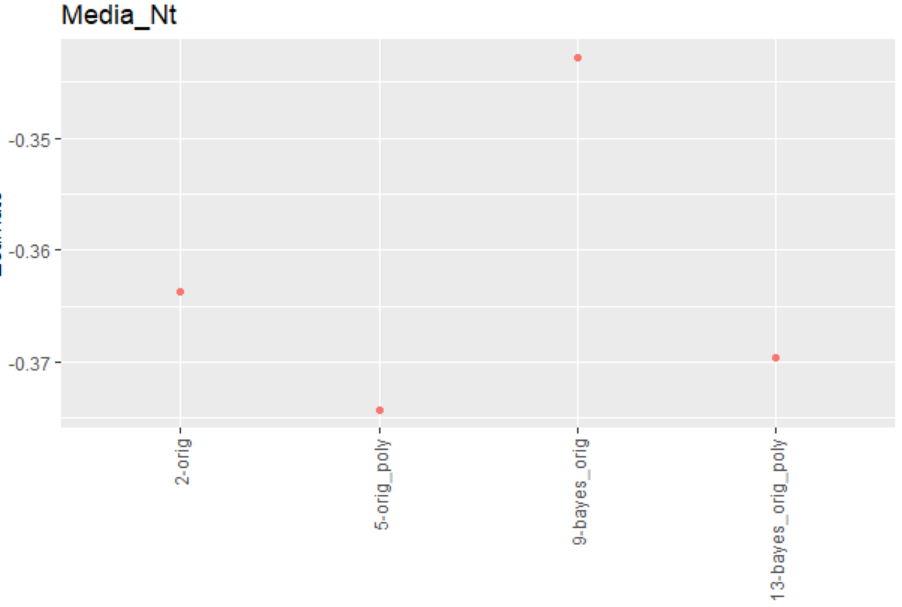 Media_Nt
-0.35
-0.36
-0.37
2-orig
5-orig_poly
9-bayes_orig
13-bayes_orig_poly